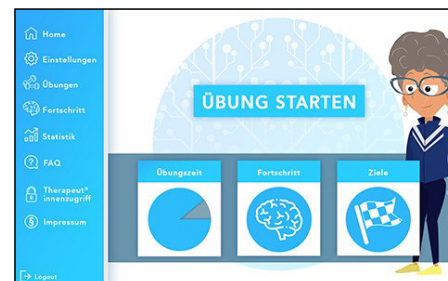 Home
Einstellungen
Übungen
Fortschritt
Statistik
FAQ
Therapeut*
innenzugriff
Impressum
Logout
ÜBUNG STARTEN
Übungszeit
Fortschritt
Ziele